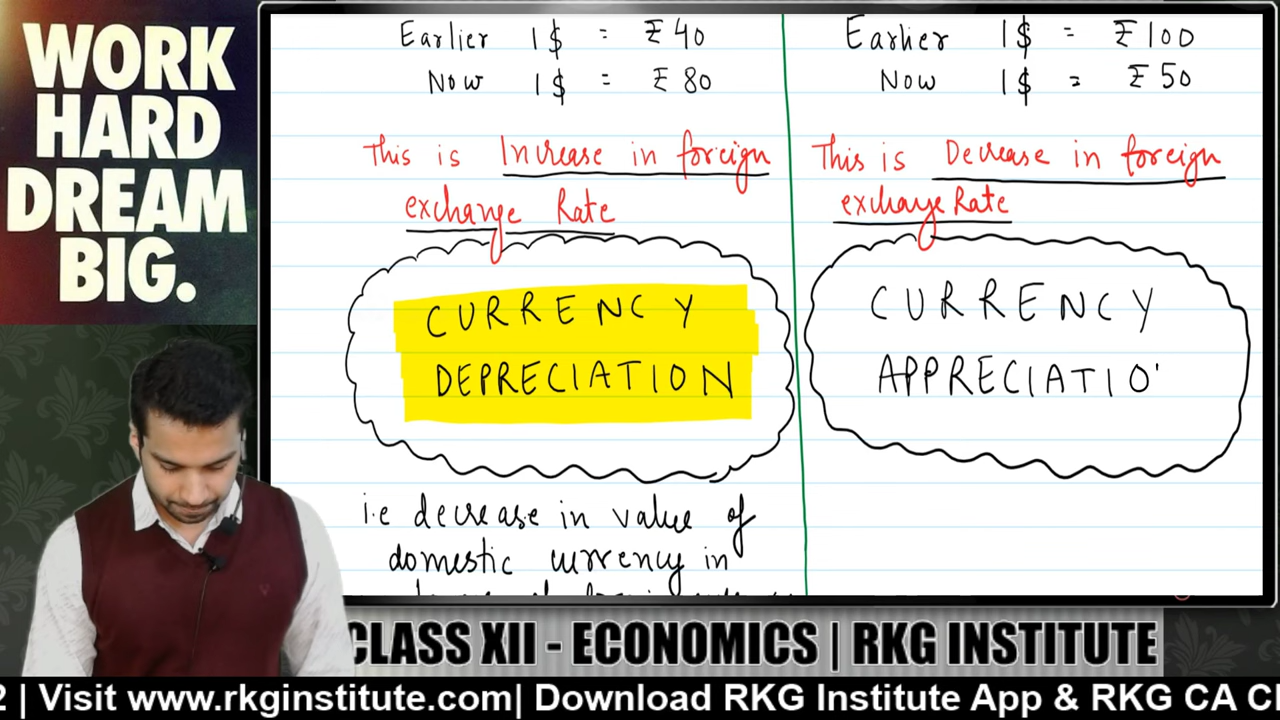 WORK
HARD
DREAM
BIG.
Earlier 1$ = ₹40
Now 1$ = ₹80
This is Increase in foreign
exchange Rate
CURRENCY
DEPRECIATION
i.e decrease in value of
domestic currency in
Earlier 1$ = ₹100
Now 1$ = ₹50
This is Decrease in foreign
exchange Rate
CURRENCY
APPRECIATIO
CLASS XII - ECONOMICS | RKG INSTITUTE
2 | Visit www.rkginstitute.com| Download RKG Institute App & RKG CA C